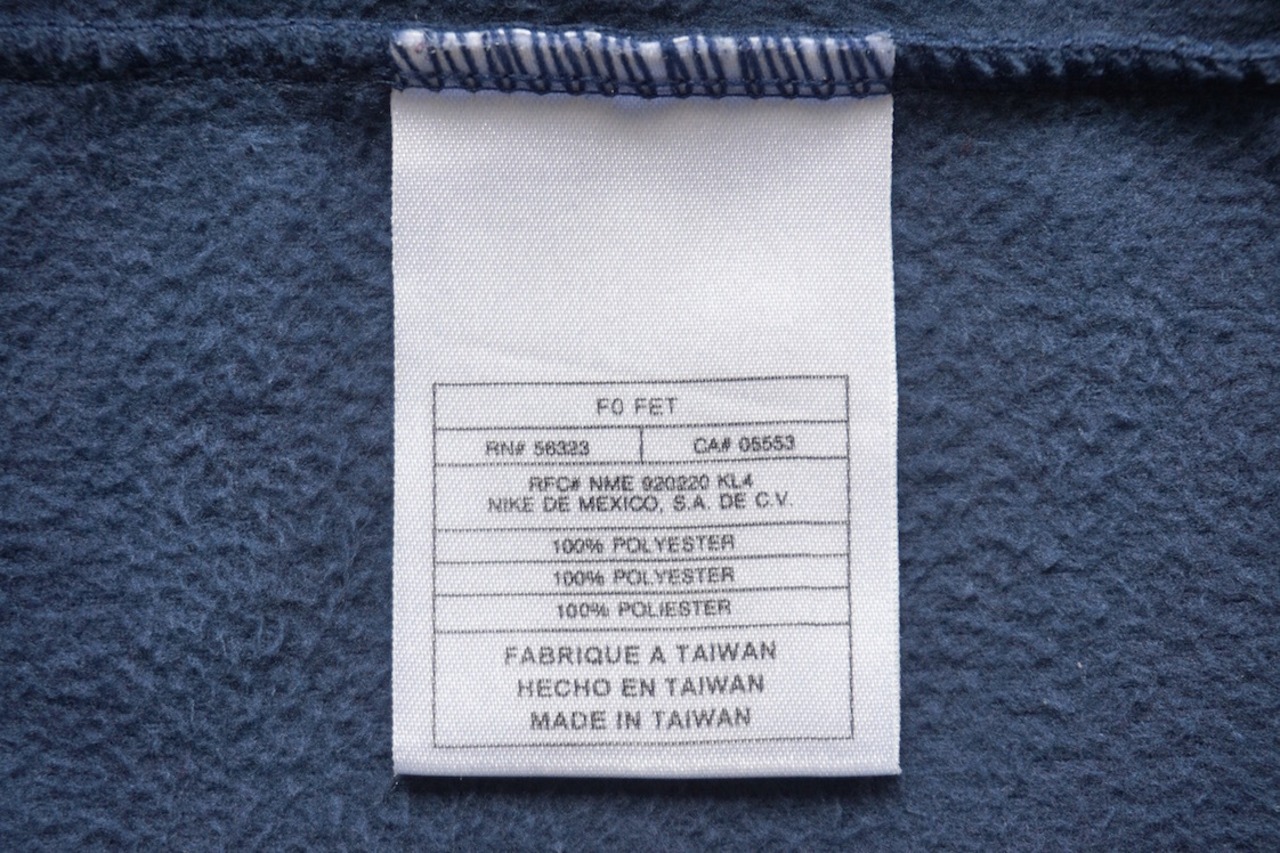 F0 FET
RN# 56323 CA# 05553
RFC# NME 920220 KL4
NIKE DE MEXICO, S.A. DE C.V.
100% POLYESTER
100% POLYESTER
100% POLIESTER
FABRIQUE A TAIWAN
HECHO EN TAIWAN
MADE IN TAIWAN